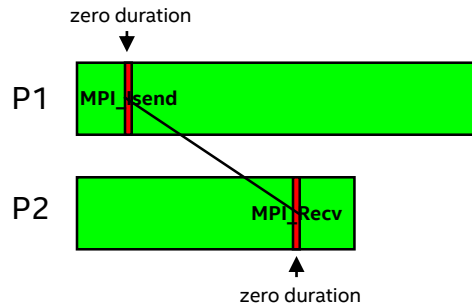 zero duration
P1
MPI_Isend
P2
MPI_Recv
zero duration